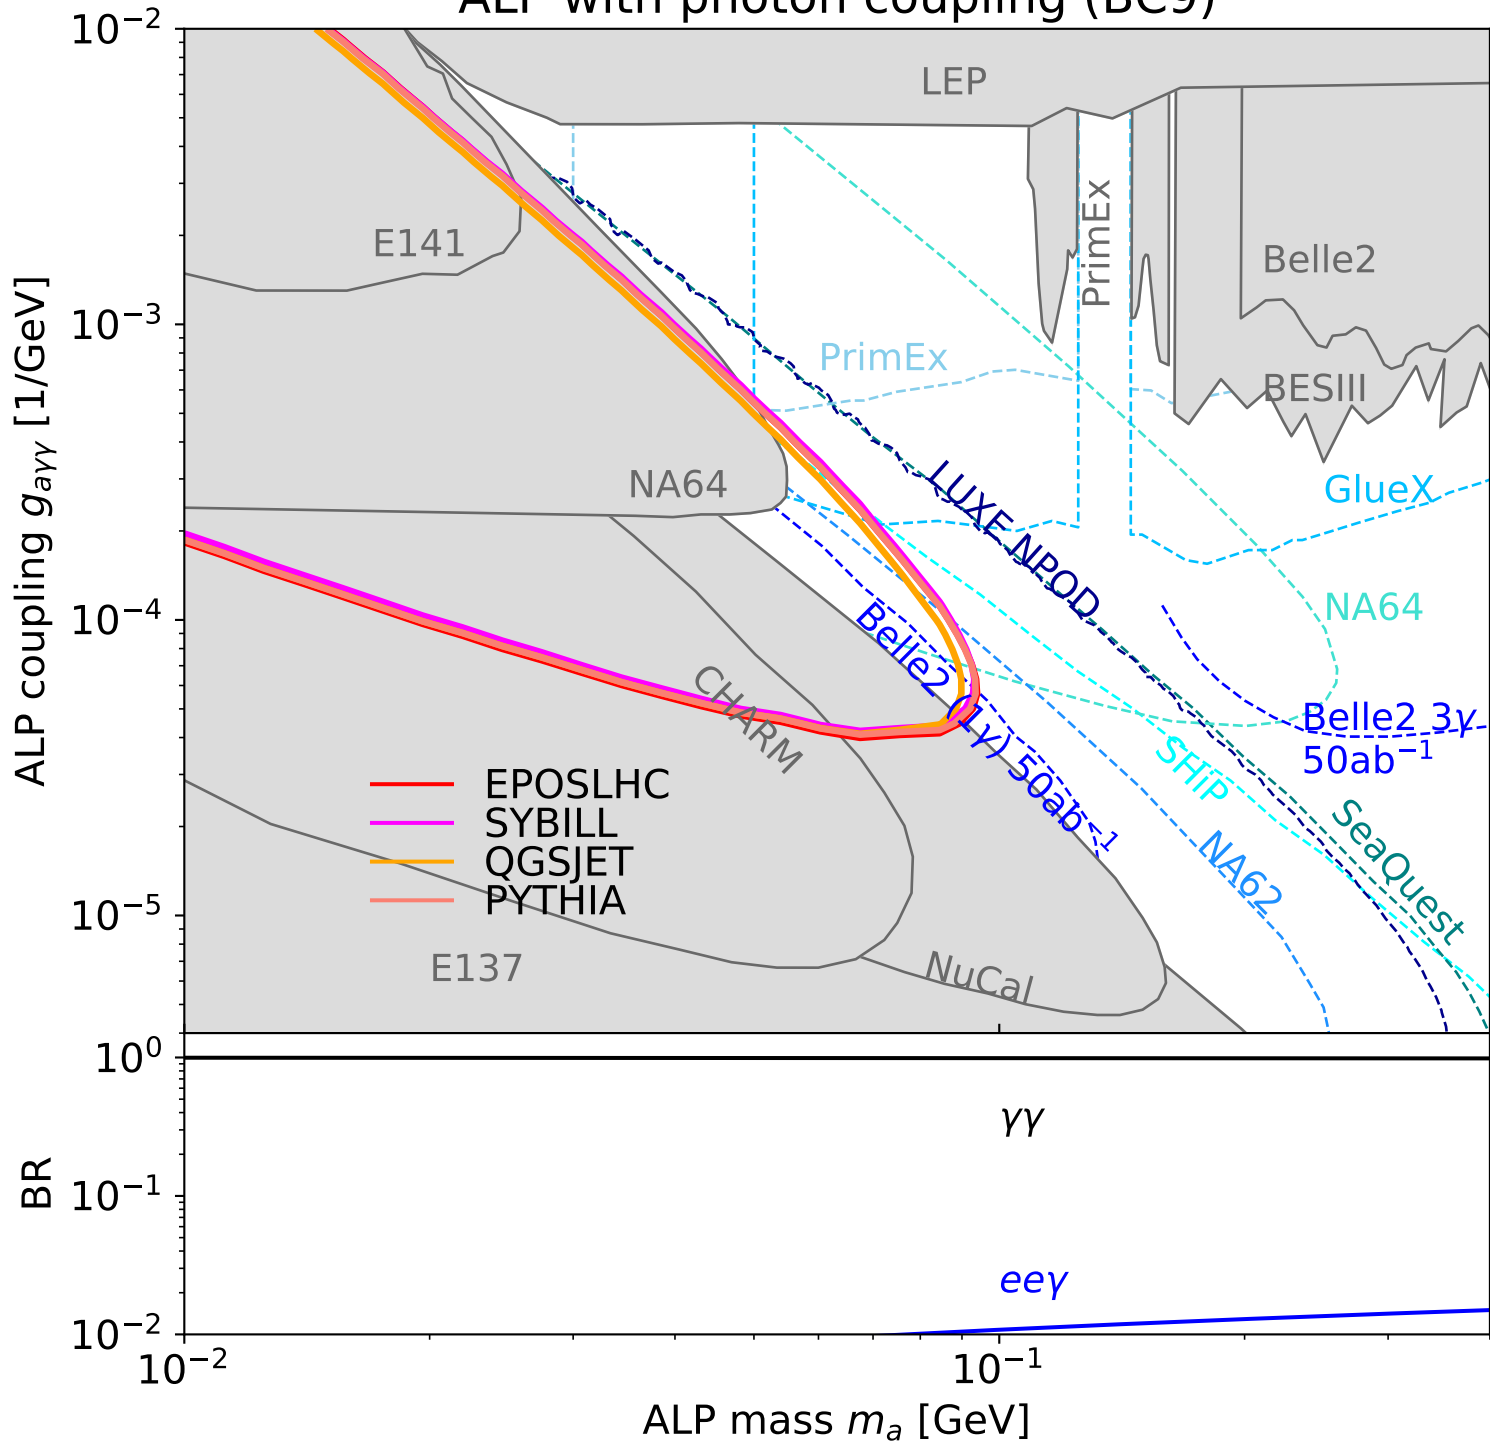 ALP with photon coupling (BC9)
10⁻²
LEP
E141
PrimEx
Belle2
10⁻³
PrimEx
BESIII
NA64
GlueX
LUXE NPOD
ALP coupling g_{aγγ} [1/GeV]
10⁻⁴
NA64
Belle2 (1γ) 50ab⁻¹
CHARM
Belle2 3γ
50ab⁻¹
SHiP
EPOSLHC
SYBILL
QGSJET
PYTHIA
NA62
SeaQuest
10⁻⁵
E137
NuCal
10⁰
γγ
BR
10⁻¹
eeγ
10⁻²
10⁻²
10⁻¹
ALP mass m_a [GeV]